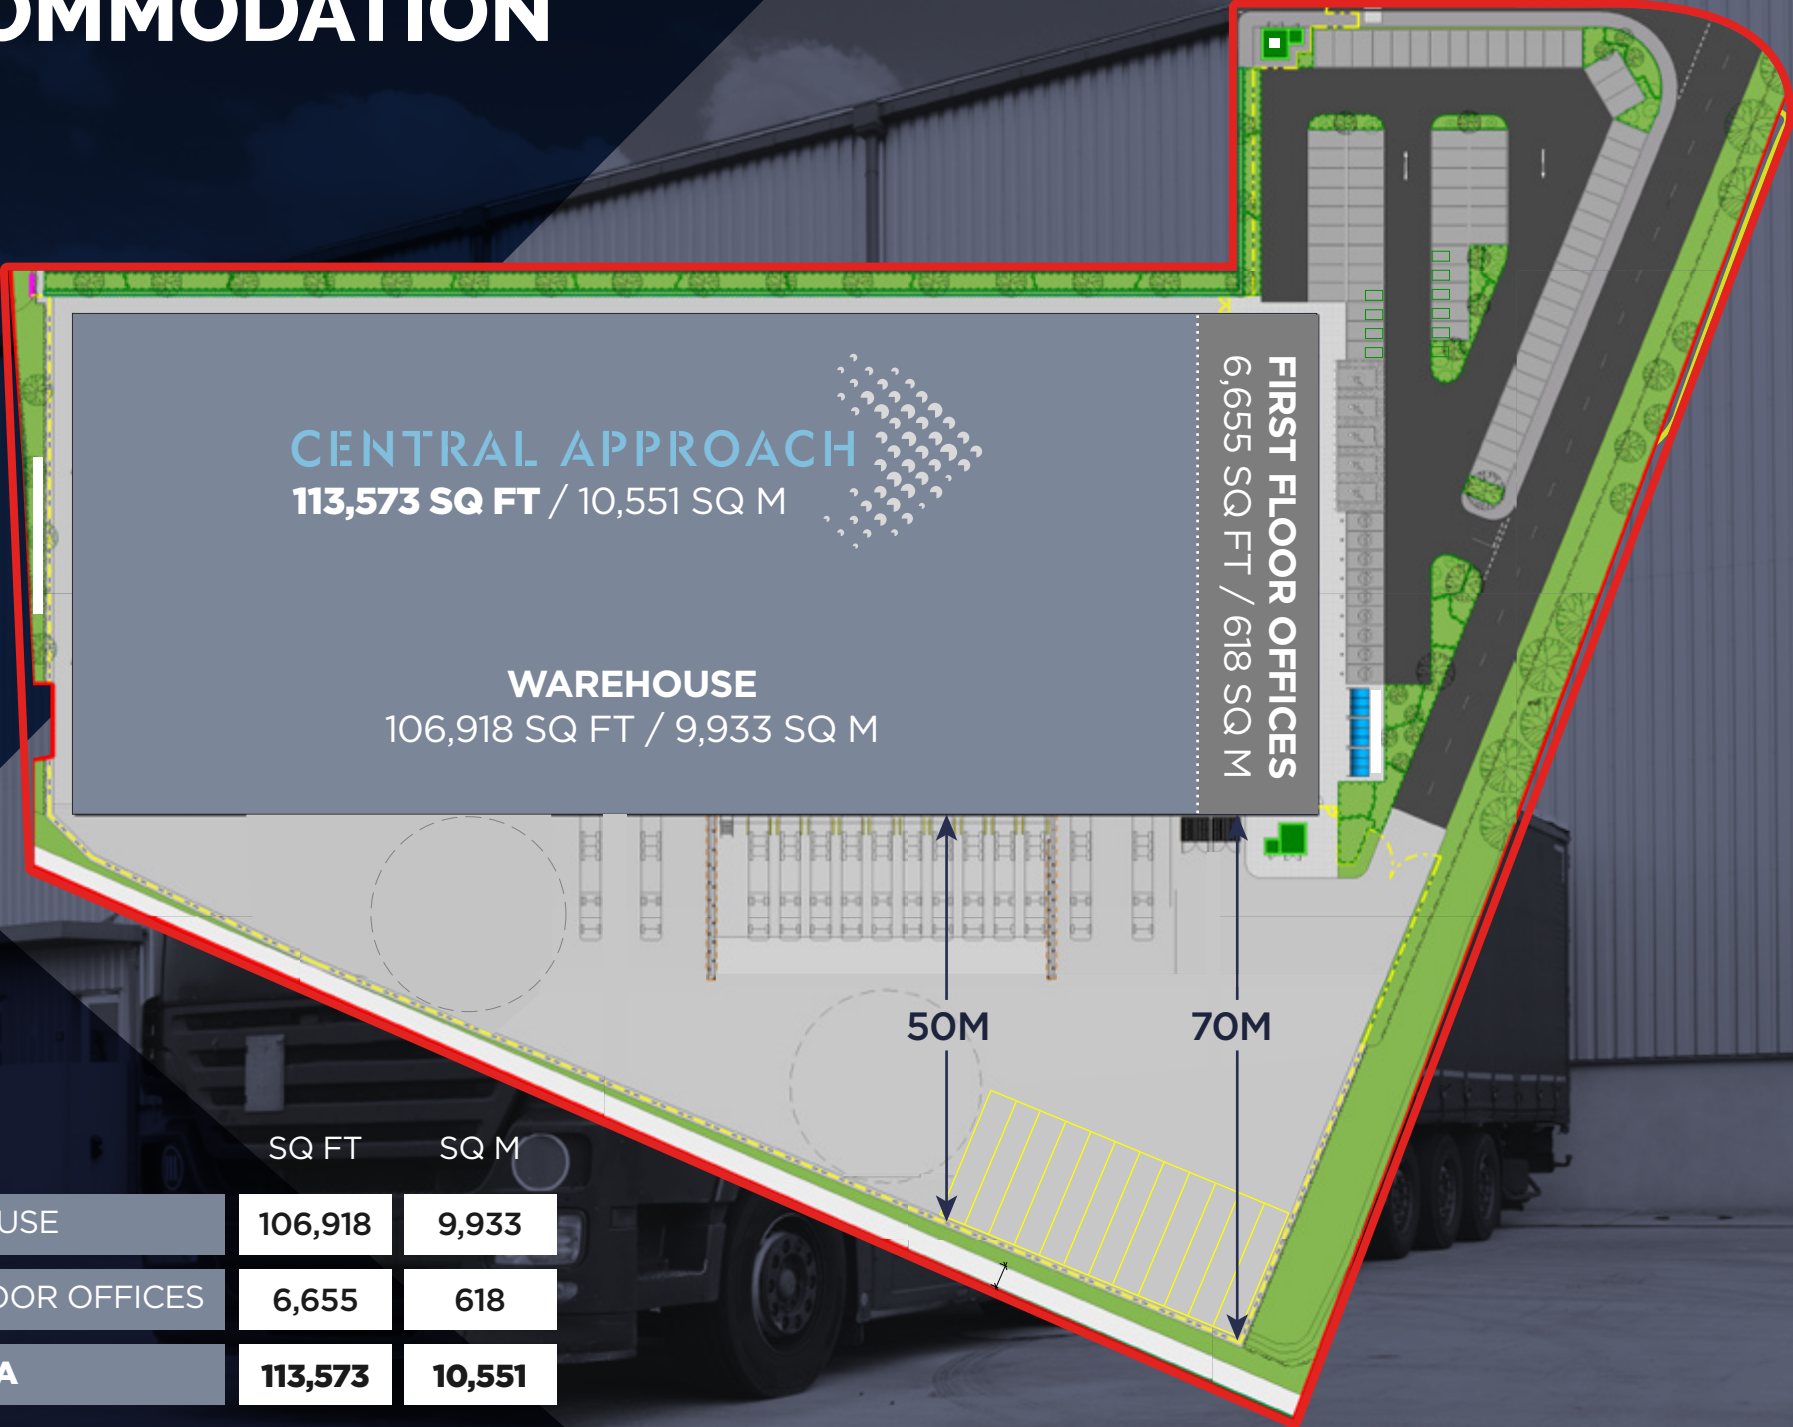 OMMODATION
CENTRAL APPROACH
113,573 SQ FT / 10,551 SQ M
WAREHOUSE
106,918 SQ FT / 9,933 SQ M
FIRST FLOOR OFFICES
6,655 SQ FT / 618 SQ M
50M
70M
SQ FT SQ M
USE 106,918 9,933
OOR OFFICES 6,655 618
A 113,573 10,551